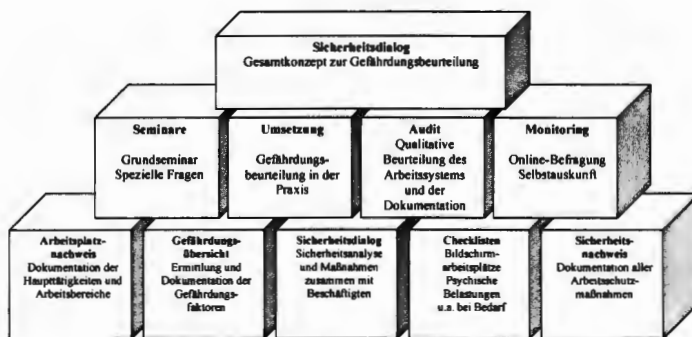 Sicherheitsdialog
Gesamtkonzept zur Gefährdungsbeurteilung
Seminare
Grundseminar
Spezielle Fragen
Umsetzung
Gefährdungs-
beurteilung in der
Praxis
Audit
Qualitative
Beurteilung des
Arbeitssystems
und der
Dokumentation
Monitoring
Online-Befragung
Selbstauskunft
Arbeitsplatz-
nachweis
Dokumentation der
Haupttätigkeiten und
Arbeitsbereiche
Gefährdungs-
übersicht
Ermittlung und
Dokumentation der
Gefährdungs-
faktoren
Sicherheitsdialog
Sicherheitsanalyse
und Maßnahmen
zusammen mit
Beschäftigten
Checklisten
Bildschirm-
arbeitsplätze
Psychische
Belastungen
u.a. bei Bedarf
Sicherheits-
nachweis
Dokumentation aller
Arbeitsschutz-
maßnahmen